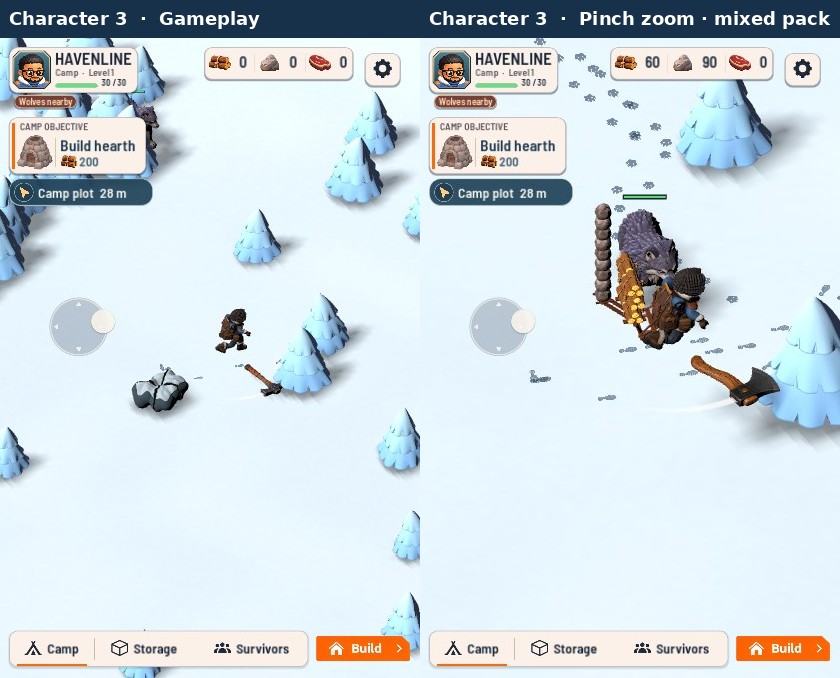 Character 3 · Gameplay
HAVENLINE
Camp · Level 1
30/30
Wolves nearby
0 0 0
CAMP OBJECTIVE
Build hearth
200
Camp plot 28 m
Camp Storage Survivors Build
Character 3 · Pinch zoom · mixed pack
HAVENLINE
Camp · Level 1
30/30
Wolves nearby
60 90 0
CAMP OBJECTIVE
Build hearth
200
Camp plot 28 m
Camp Storage Survivors Build